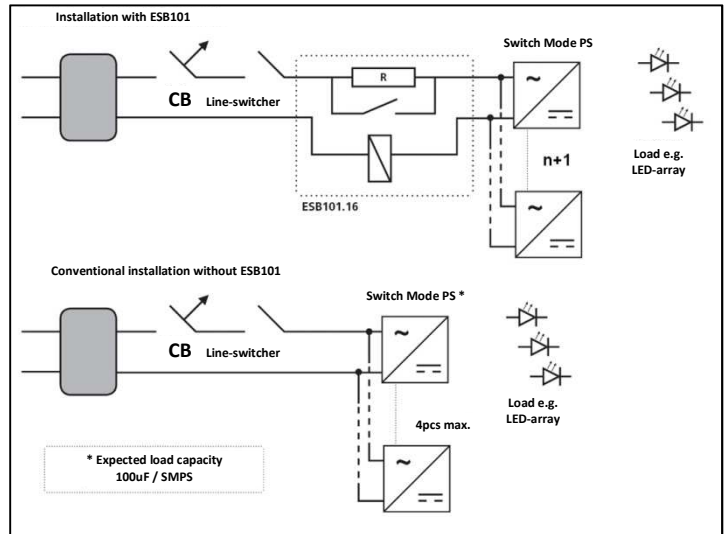 Installation with ESB101
Switch Mode PS
R
CB Line-switcher
~
n+1
Load e.g.
LED-array
ESB101.16
~
Conventional installation without ESB101
Switch Mode PS *
CB Line-switcher
~
Load e.g.
LED-array
4pcs max.
* Expected load capacity
100uF / SMPS
~